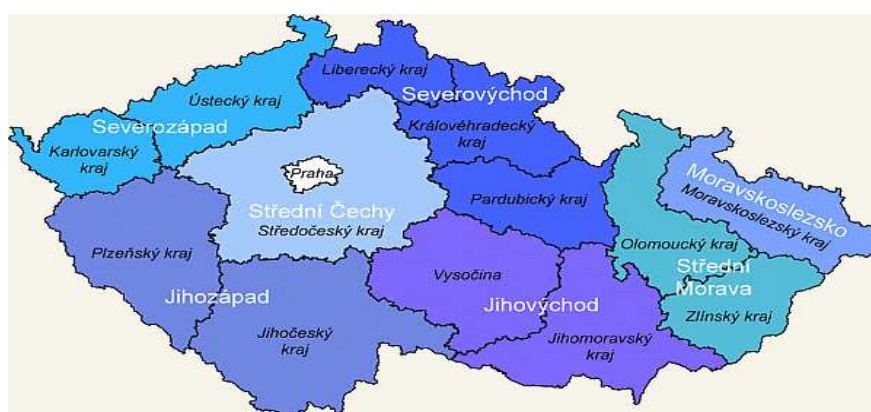 Liberecký kraj
Severovýchod
Ústecký kraj
Severozápad
Královéhradecký
kraj
Karlovarský
kraj
Praha
Pardubický kraj
Moravskoslezsko
Moravskoslezský kraj
Střední Čechy
Středočeský kraj
Plzeňský kraj
Vysočina
Olomoucký kraj
Střední
Morava
Jihozápad
Jihovýchod
Zlínský kraj
Jihočeský
kraj
Jihomoravský
kraj